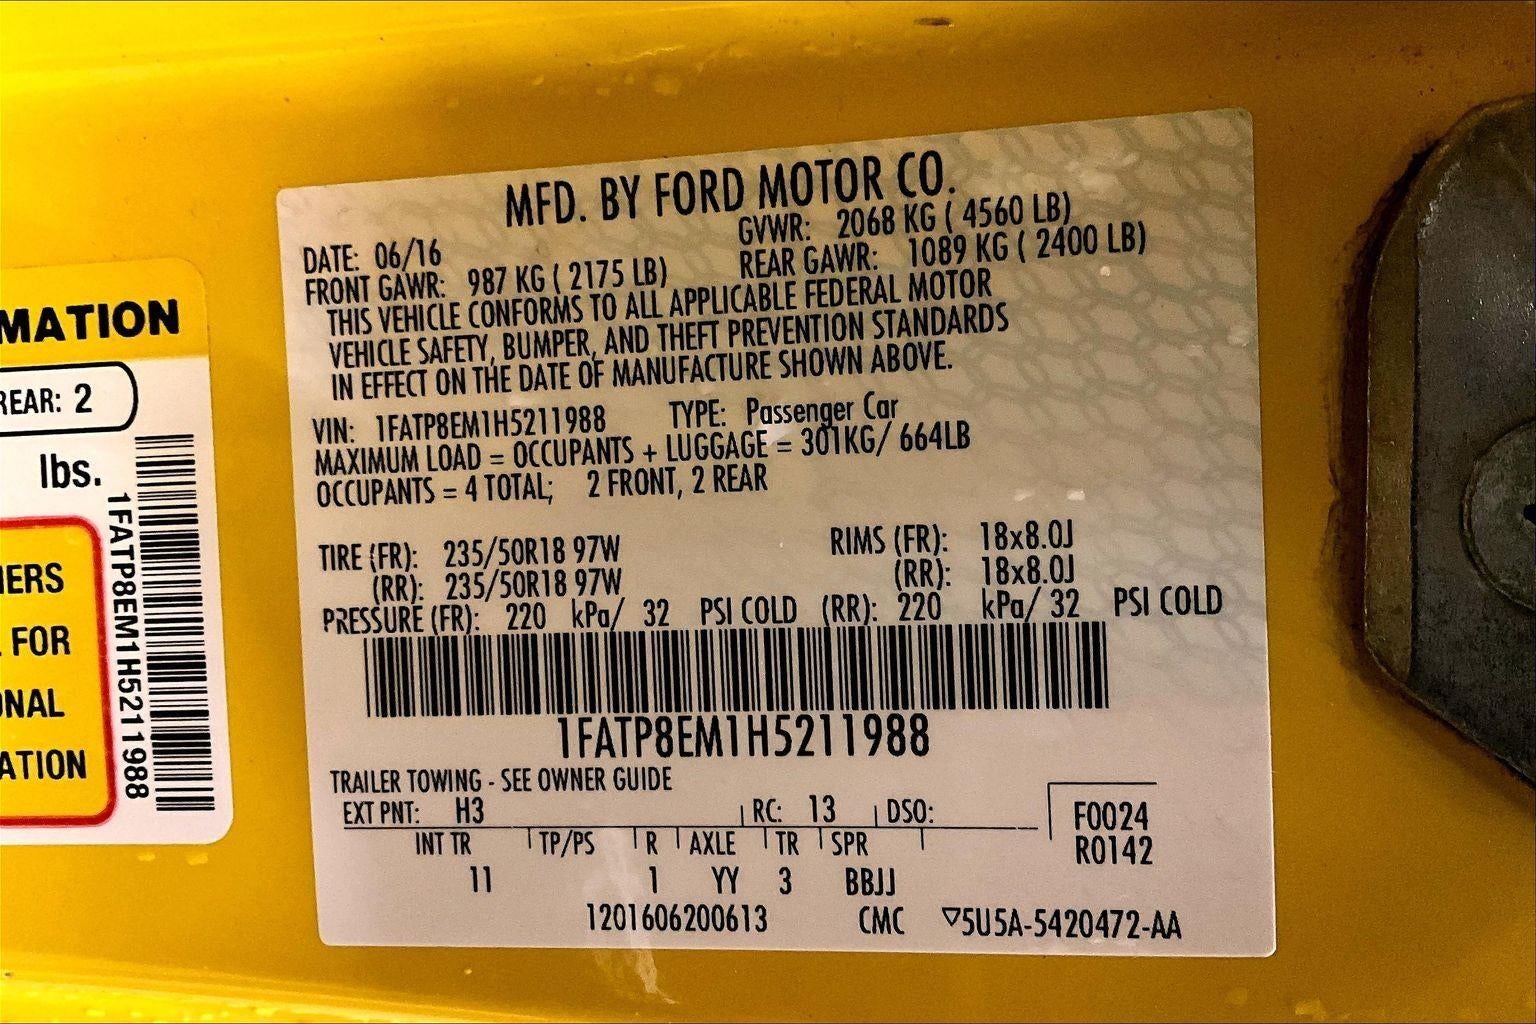 MFD. BY FORD MOTOR CO.
DATE: 06/16 GVWR: 2068 KG ( 4560 LB)
FRONT GAWR: 987 KG ( 2175 LB) REAR GAWR: 1089 KG ( 2400 LB)
THIS VEHICLE CONFORMS TO ALL APPLICABLE FEDERAL MOTOR
VEHICLE SAFETY, BUMPER, AND THEFT PREVENTION STANDARDS
IN EFFECT ON THE DATE OF MANUFACTURE SHOWN ABOVE.
VIN: 1FATP8EM1H5211988 TYPE: Passenger Car
MAXIMUM LOAD = OCCUPANTS + LUGGAGE = 301KG/ 664LB
OCCUPANTS = 4 TOTAL; 2 FRONT, 2 REAR
TIRE (FR): 235/50R18 97W RIMS (FR): 18x8.0J
(RR): 235/50R18 97W (RR): 18x8.0J
PRESSURE (FR): 220 kPa/ 32 PSI COLD (RR): 220 kPa/ 32 PSI COLD
1FATP8EM1H5211988
TRAILER TOWING - SEE OWNER GUIDE
EXT PNT: H3 RC: 13 DSO:
F0024
R0142
INT TR TP/PS R AXLE TR SPR
11 1 YY 3 BBJJ
1201606200613 CMC ▽5U5A-5420472-AA
MATION
REAR: 2
lbs.
1FATP8EM1H5211988
IERS
FOR
ONAL
ATION